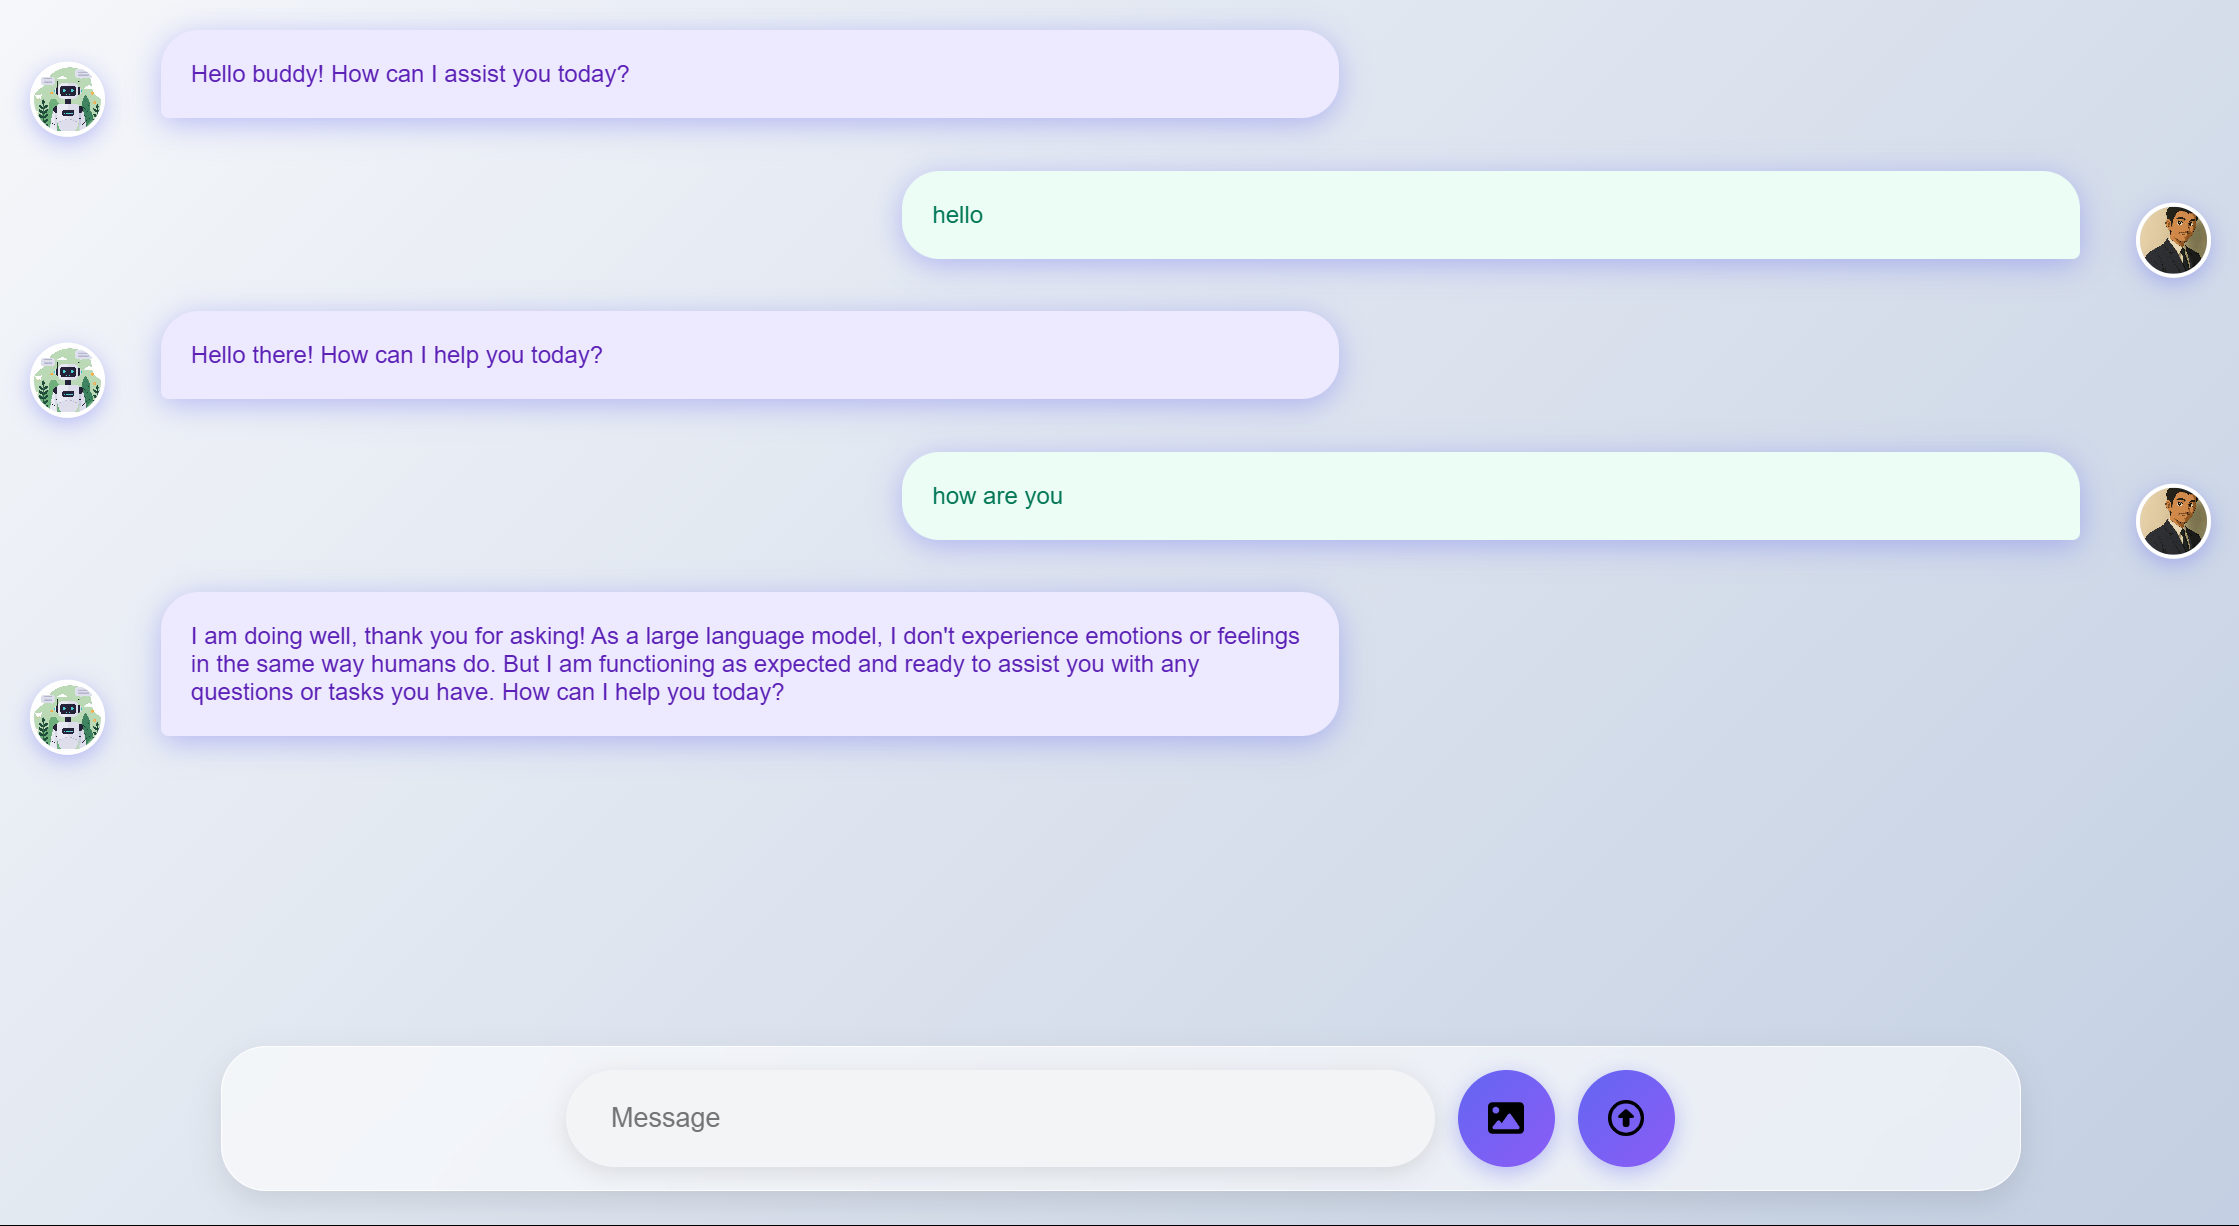 Hello buddy! How can I assist you today?
hello
Hello there! How can I help you today?
how are you
I am doing well, thank you for asking! As a large language model, I don't experience emotions or feelings
in the same way humans do. But I am functioning as expected and ready to assist you with any
questions or tasks you have. How can I help you today?
Message